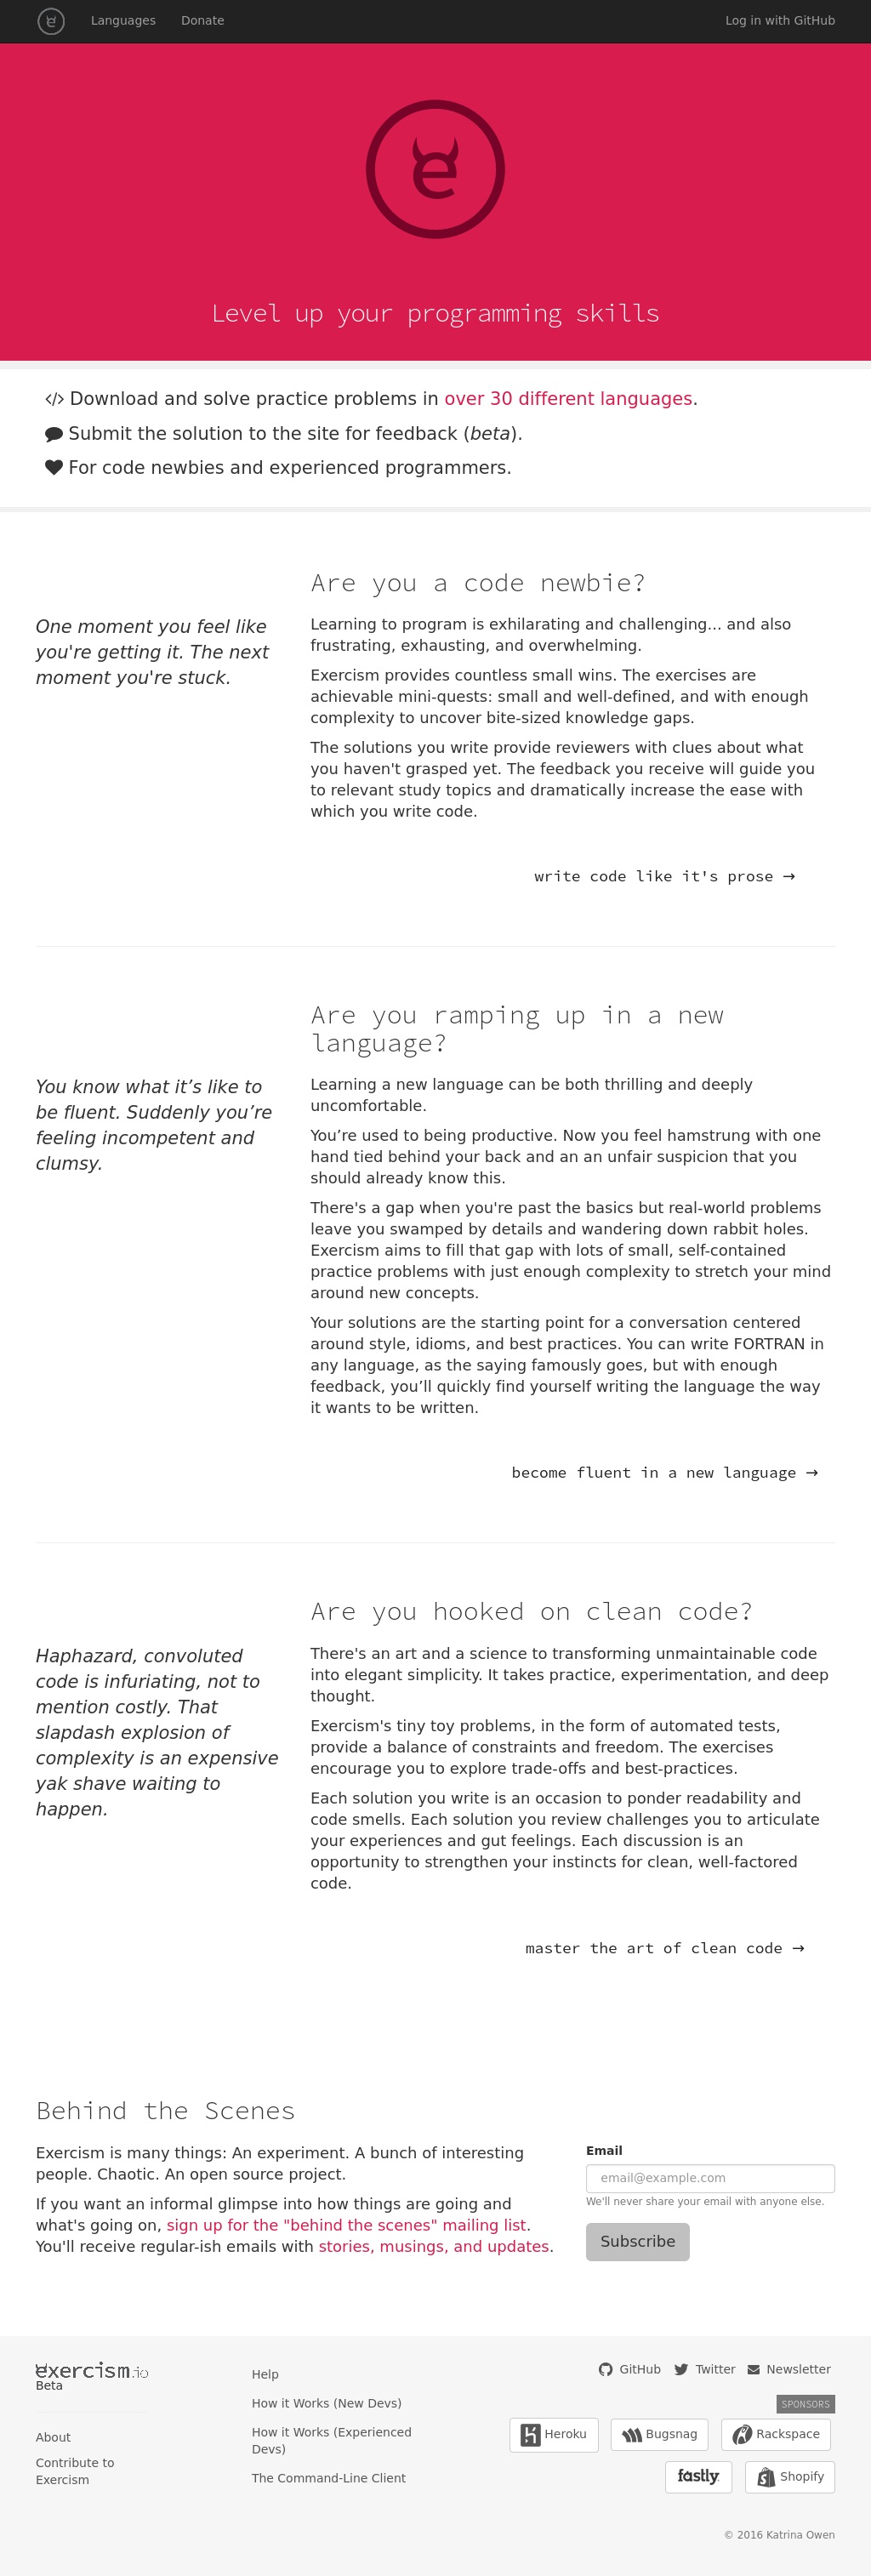 Languages Donate Log in with GitHub
e
Level up your programming skills
Download and solve practice problems in over 30 different languages.
Submit the solution to the site for feedback (beta).
For code newbies and experienced programmers.
Are you a code newbie?
One moment you feel like
you're getting it. The next
moment you're stuck.
Learning to program is exhilarating and challenging... and also
frustrating, exhausting, and overwhelming.
Exercism provides countless small wins. The exercises are
achievable mini-quests: small and well-defined, and with enough
complexity to uncover bite-sized knowledge gaps.
The solutions you write provide reviewers with clues about what
you haven't grasped yet. The feedback you receive will guide you
to relevant study topics and dramatically increase the ease with
which you write code.
write code like it's prose →
Are you ramping up in a new
language?
You know what it’s like to
be fluent. Suddenly you’re
feeling incompetent and
clumsy.
Learning a new language can be both thrilling and deeply
uncomfortable.
You’re used to being productive. Now you feel hamstrung with one
hand tied behind your back and an an unfair suspicion that you
should already know this.
There's a gap when you're past the basics but real-world problems
leave you swamped by details and wandering down rabbit holes.
Exercism aims to fill that gap with lots of small, self-contained
practice problems with just enough complexity to stretch your mind
around new concepts.
Your solutions are the starting point for a conversation centered
around style, idioms, and best practices. You can write FORTRAN in
any language, as the saying famously goes, but with enough
feedback, you’ll quickly find yourself writing the language the way
it wants to be written.
become fluent in a new language →
Are you hooked on clean code?
Haphazard, convoluted
code is infuriating, not to
mention costly. That
slapdash explosion of
complexity is an expensive
yak shave waiting to
happen.
There's an art and a science to transforming unmaintainable code
into elegant simplicity. It takes practice, experimentation, and deep
thought.
Exercism's tiny toy problems, in the form of automated tests,
provide a balance of constraints and freedom. The exercises
encourage you to explore trade-offs and best-practices.
Each solution you write is an occasion to ponder readability and
code smells. Each solution you review challenges you to articulate
your experiences and gut feelings. Each discussion is an
opportunity to strengthen your instincts for clean, well-factored
code.
master the art of clean code →
Behind the Scenes
Exercism is many things: An experiment. A bunch of interesting
people. Chaotic. An open source project.
If you want an informal glimpse into how things are going and
what's going on, sign up for the "behind the scenes" mailing list.
You'll receive regular-ish emails with stories, musings, and updates.
Email
email@example.com
We'll never share your email with anyone else.
Subscribe
exercism.io
Beta
About
Contribute to
Exercism
Help
How it Works (New Devs)
How it Works (Experienced
Devs)
The Command-Line Client
GitHub Twitter Newsletter
SPONSORS
Heroku Bugsnag Rackspace
fastly Shopify
© 2016 Katrina Owen